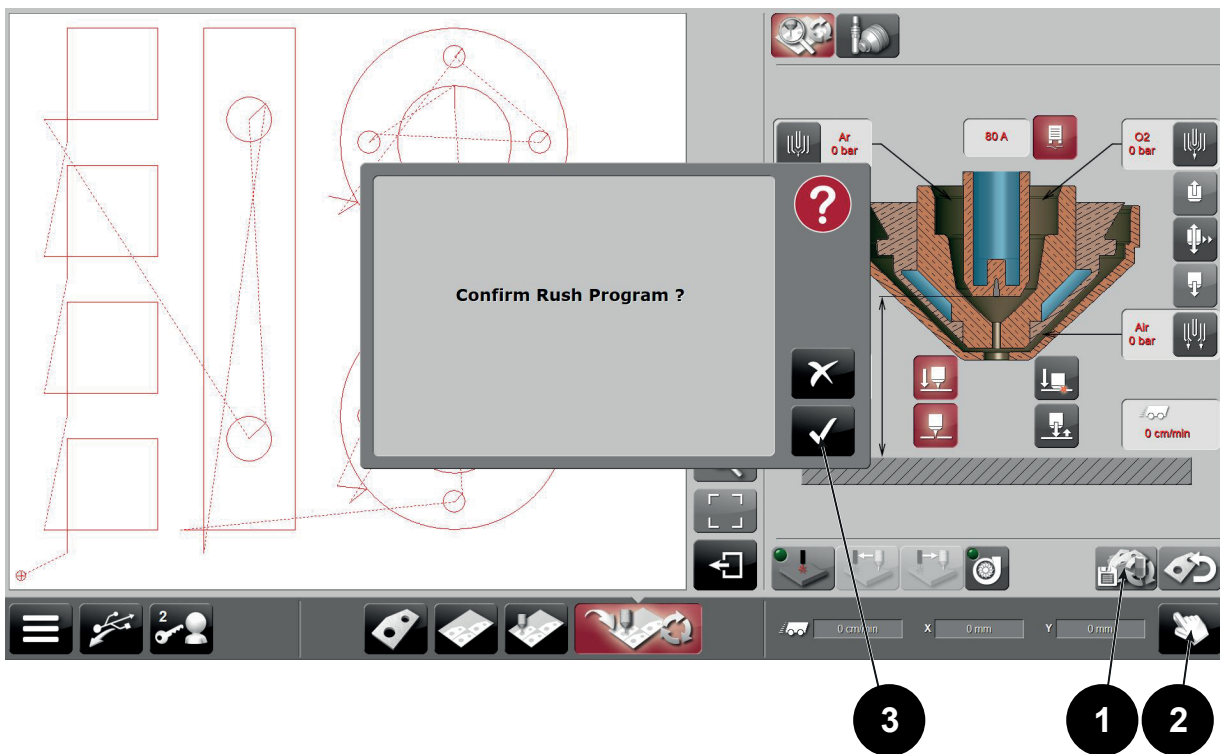 Ar
0 bar
80 A
O2
0 bar
Confirm Rush Program ?
?
Air
0 bar
0 cm/min
2
0 cm/min
X
0 mm
Y
0 mm
3
1
2